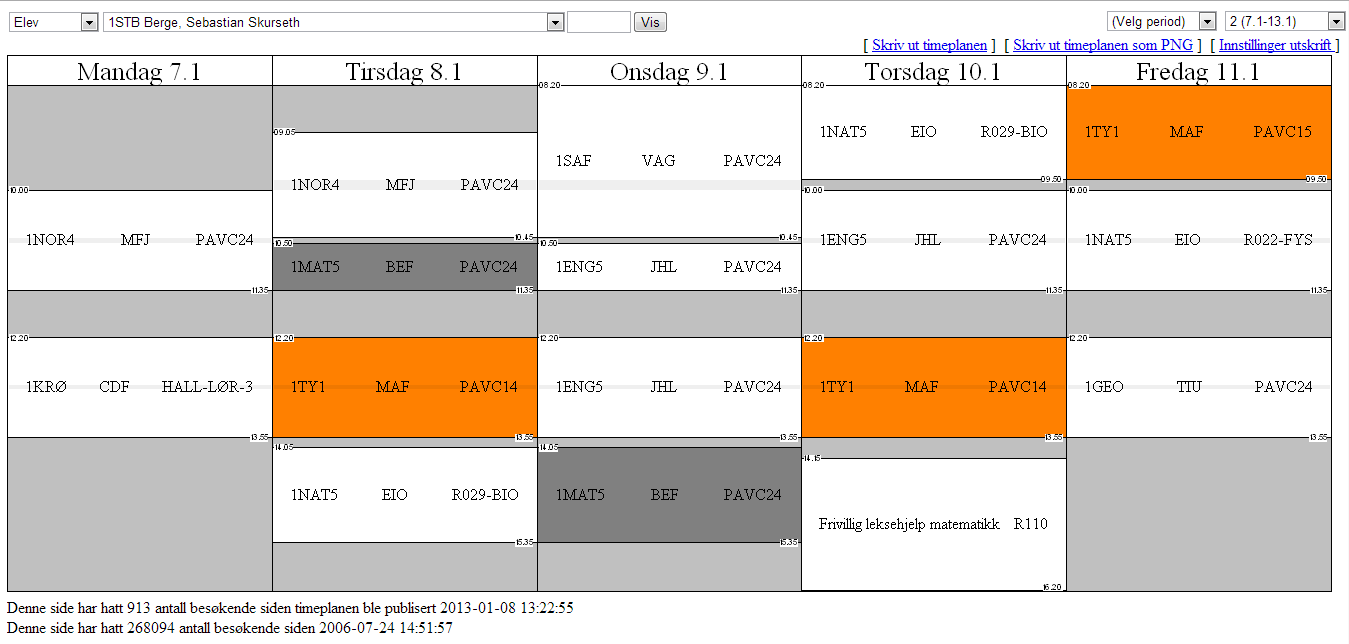 Elev 1STB Berge, Sebastian Skurseth Vis (Velg period) 2 (7.1-13.1)
[ Skriv ut timeplanen ] [ Skriv ut timeplanen som PNG ] [ Innstillinger utskrift ]
Mandag 7.1
10.00
1NOR4 MFJ PAVC24
11.35
12.20
1KRØ CDF HALL-LØR-3
13.55
Tirsdag 8.1
09.05
1NOR4 MFJ PAVC24
10.45
10.50
1MAT5 BEF PAVC24
11.35
12.20
1TY1 MAF PAVC14
13.55
14.05
1NAT5 EIO R029-BIO
15.35
Onsdag 9.1
08.20
1SAF VAG PAVC24
10.45
10.50
1ENG5 JHL PAVC24
11.35
12.20
1ENG5 JHL PAVC24
13.55
14.05
1MAT5 BEF PAVC24
15.35
Torsdag 10.1
08.20
1NAT5 EIO R029-BIO
09.50
10.00
1ENG5 JHL PAVC24
11.35
12.20
1TY1 MAF PAVC14
13.55
14.15
Frivillig leksehjelp matematikk R110
16.20
Fredag 11.1
08.20
1TY1 MAF PAVC15
09.50
10.00
1NAT5 EIO R022-FYS
11.35
12.20
1GEO TIU PAVC24
13.55
Denne side har hatt 913 antall besøkende siden timeplanen ble publisert 2013-01-08 13:22:55
Denne side har hatt 268094 antall besøkende siden 2006-07-24 14:51:57